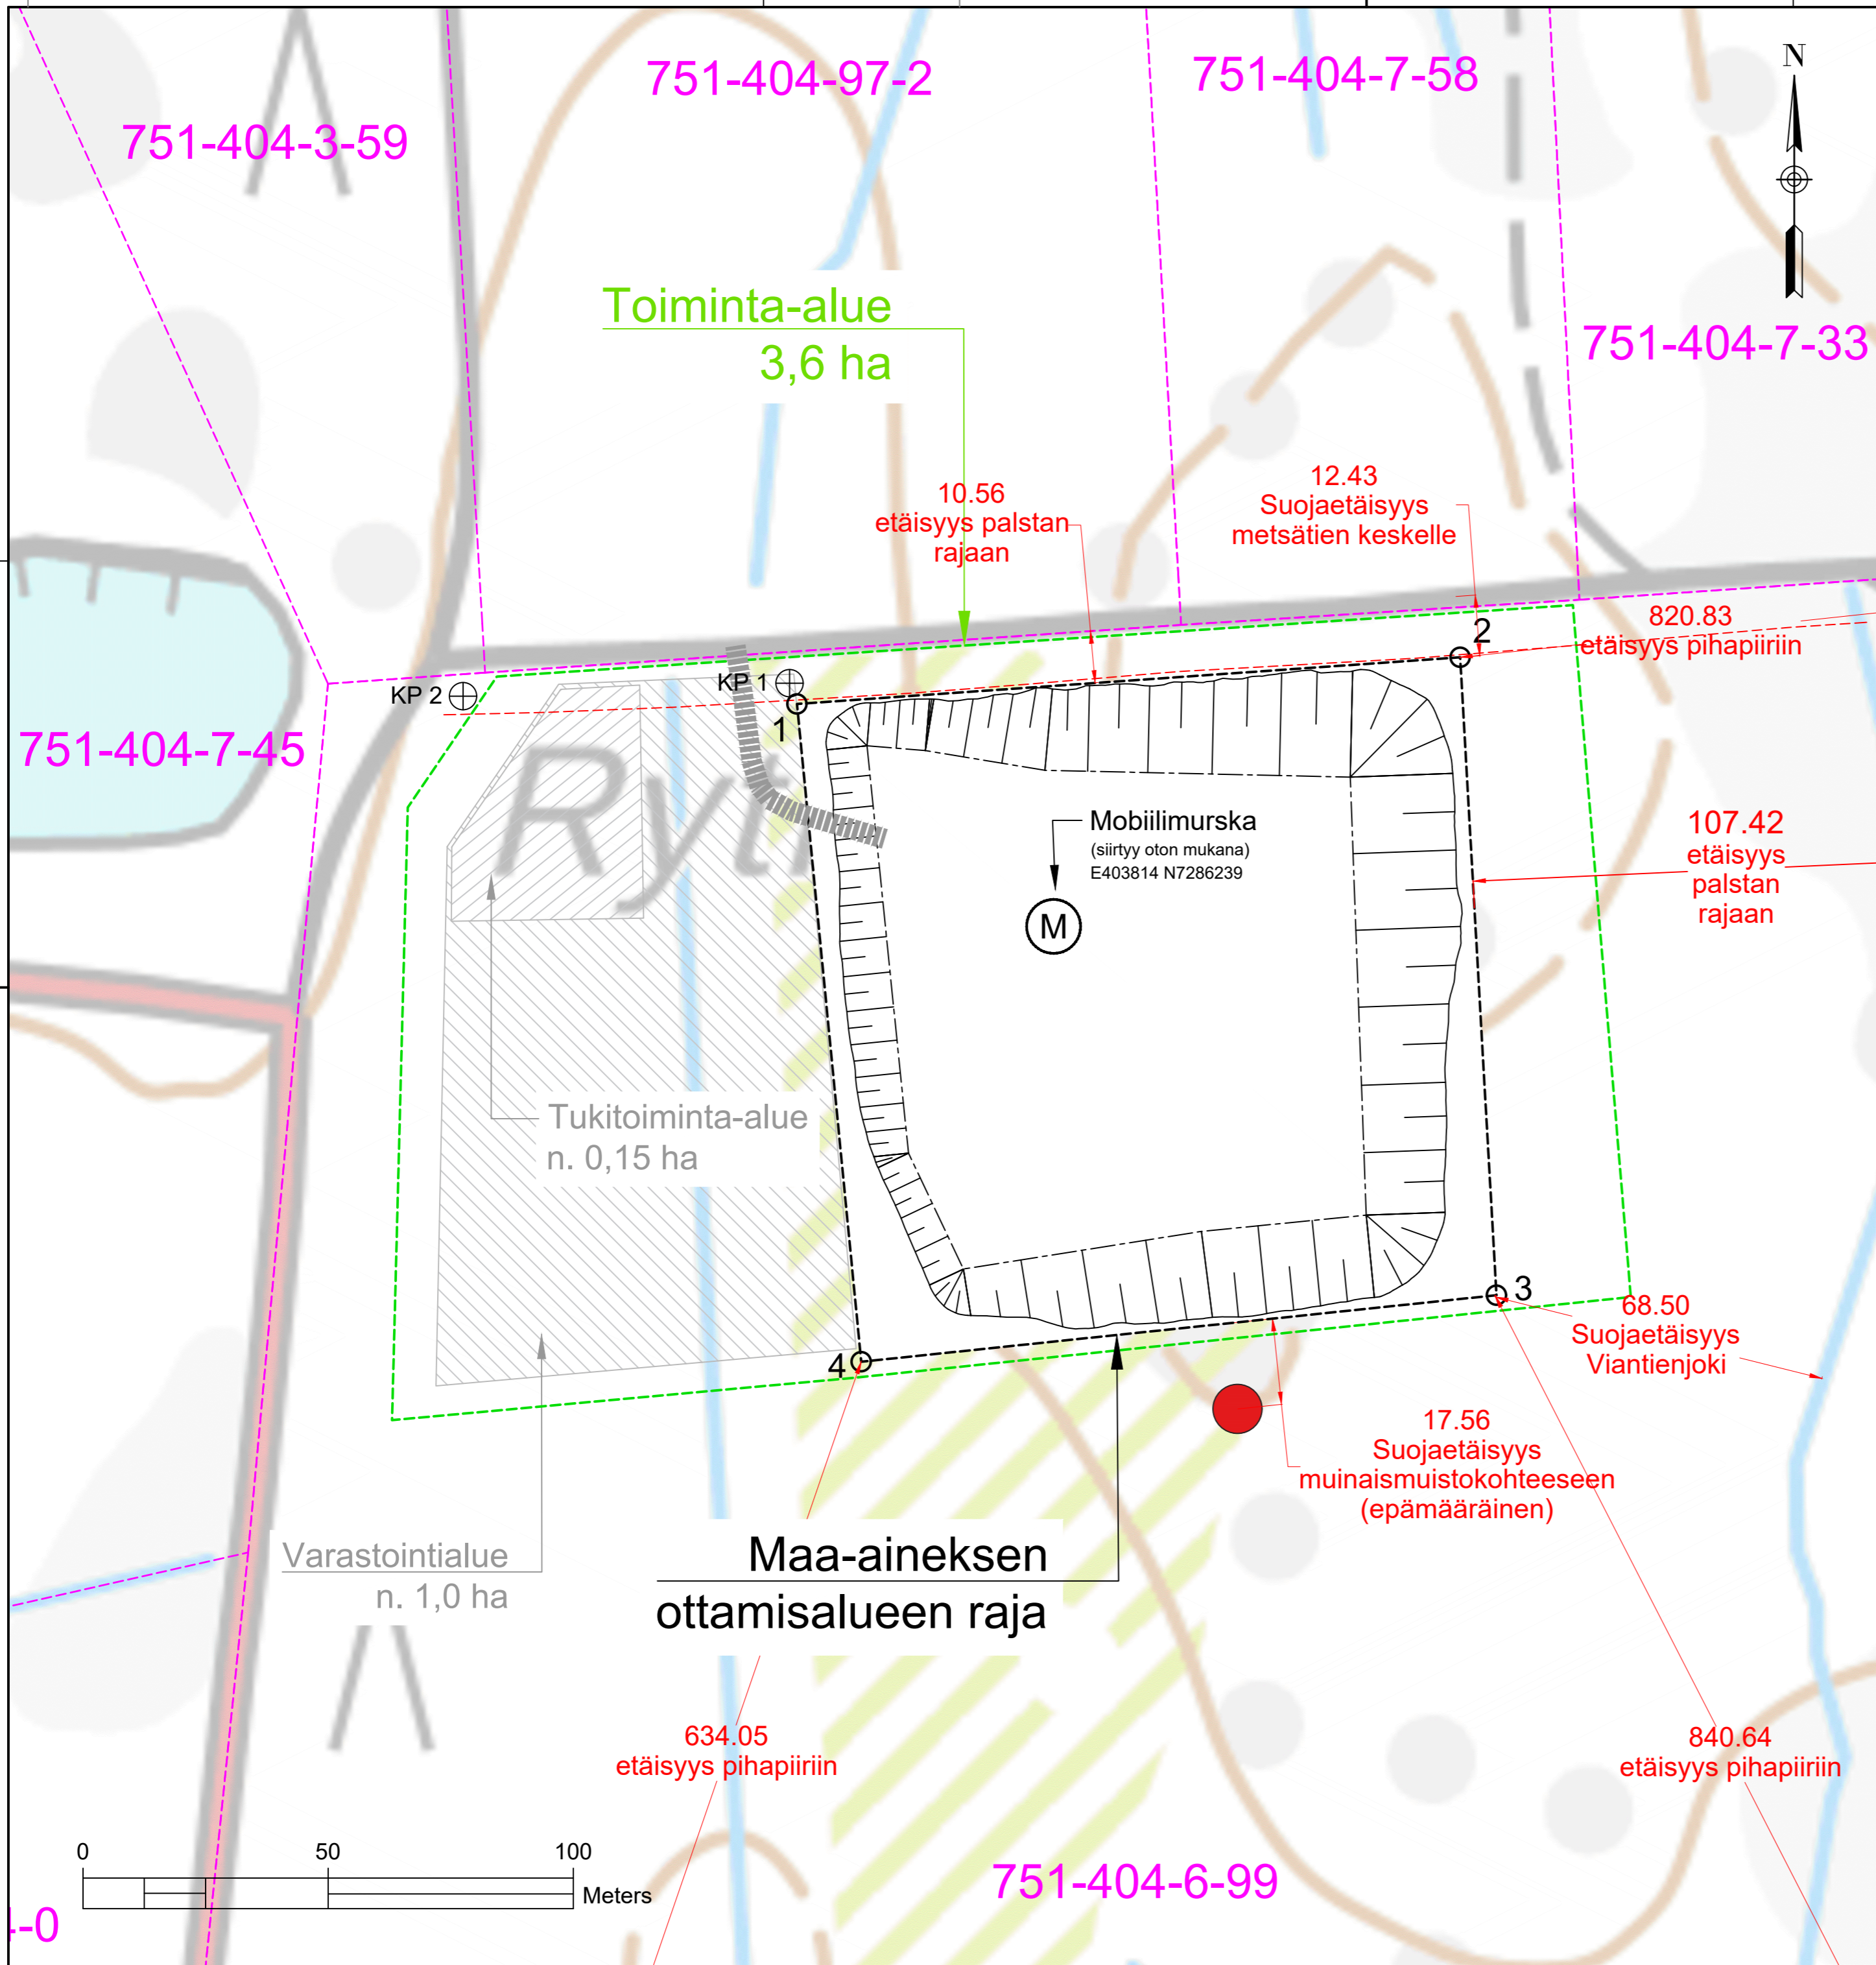 751-404-97-2
751-404-7-58
N
751-404-3-59
Toiminta-alue
3,6 ha
751-404-7-33
10.56
etäisyys palstan
rajaan
12.43
Suojaetäisyys
metsätien keskelle
2
820.83
etäisyys pihapiiriin
KP 2
KP 1
1
751-404-7-45
Mobiilimurska
(siirtyy oton mukana)
E403814 N7286239
M
107.42
etäisyys
palstan
rajaan
Tukitoiminta-alue
n. 0,15 ha
3
68.50
Suojaetäisyys
Viantienjoki
4
17.56
Suojaetäisyys
muinaismuistokohteeseen
(epämääräinen)
Varastointialue
n. 1,0 ha
Maa-aineksen
ottamisalueen raja
634.05
etäisyys pihapiiriin
840.64
etäisyys pihapiiriin
0 50 100
Meters
751-404-6-99
-0